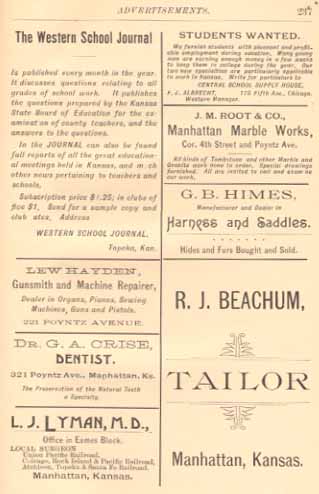 ADVERTISEMENTS. 237
The Western School Journal
Is published every month in the year.
It discusses questions relating to all
grades of school work. It publishes
the questions prepared by the Kansas
State Board of Education for the ex-
amination of county teachers, and the
answers to the questions.
In the JOURNAL can also be found
full reports of all the great education-
al meetings held in Kansas, and much
other news pertaining to teachers and
schools.
Subscription price $1.25; in clubs of
five $1. Send for a sample copy and
club rates. Address
WESTERN SCHOOL JOURNAL.
Topeka, Kan.
LEW HAYDEN,
Gunsmith and Machine Repairer,
Dealer in Organs, Pianos, Sewing
Machines, Guns and Pistols.
221 POYNTZ AVENUE.
DR. G. A. CRISE,
DENTIST.
321 Poyntz Ave., Manhattan, Ks.
The Preservation of the Natural Teeth
a Specialty.
L. J. LYMAN, M.D.,
Office in Eames Block.
LOCAL SURGEON
Union Pacific Railroad.
Chicago, Rock Island & Pacific Railroad.
Atchison, Topeka & Santa Fe Railroad.
Manhattan, Kansas.
STUDENTS WANTED.
We furnish students with pleasant and profit-
able employment during vacation. Many young
men are earning enough money in a few weeks
to keep them in college during the year. Our
two new specialties are particularly applicable
to work in Kansas. Write for particulars to
CENTRAL SCHOOL SUPPLY HOUSE.
F. J. ALBRECHT, 175 Fifth Ave., Chicago.
Western Manager.
J. M. ROOT & CO.,
Manhattan Marble Works,
Cor. 4th Street and Poyntz Ave.
All kinds of Tombstone and other Marble and
Granite work done to order. Special drawings
furnished. All are invited to call and examine
our work.
G. B. HIMES,
Manufacturer and Dealer in
Harness and Saddles.
Hides and Furs Bought and Sold.
R. J. BEACHUM,
TAILOR
Manhattan, Kansas.